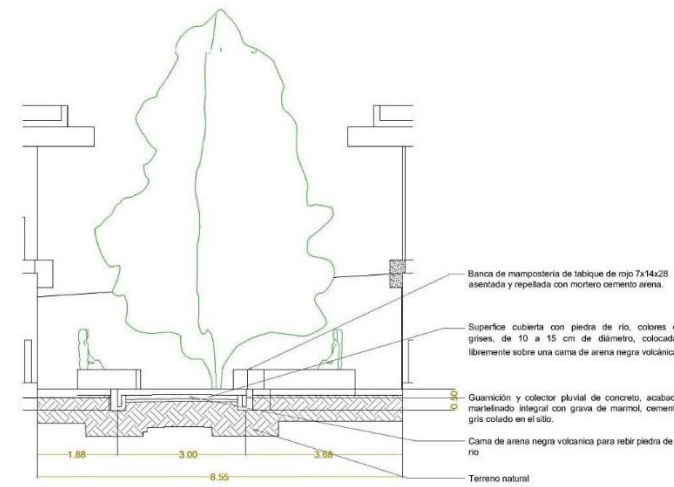 Banca de mamposteria de tabique de rojo 7x14x28
asentada y repellada con mortero cemento arena.
Superfice cubierta con piedra de río, colores
grises, de 10 a 15 cm de diámetro, colocada
libremente sobre una cama de arena negra volcánica
Guarnición y colector pluvial de concreto, acabad
martelinado integral con grava de marmol, cement
gris colado en el sitio.
Cama de arena negra volcanica para rebir piedra de
rio
Terreno natural
0.50
1.88
3.00
3.68
8.55